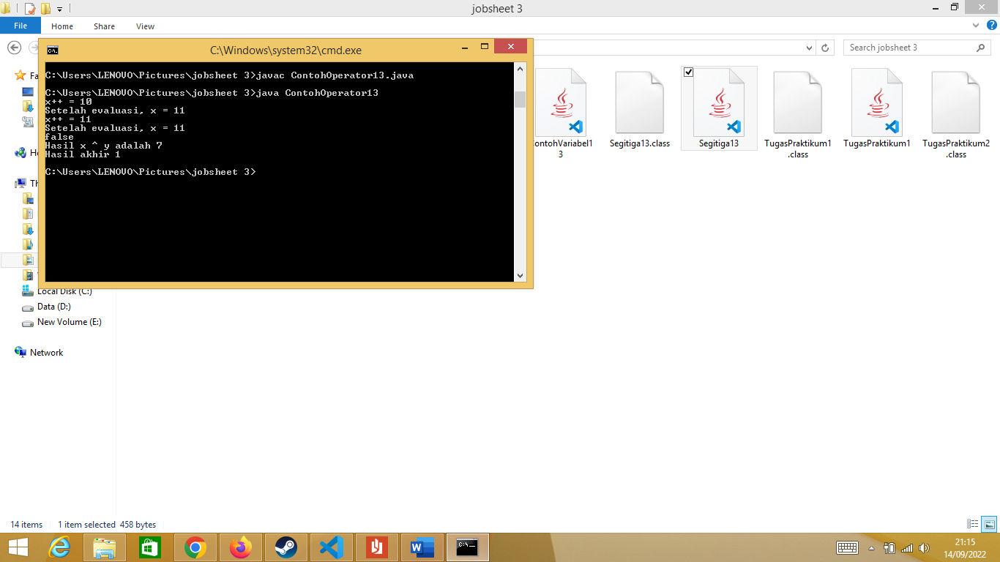 jobsheet 3
File
Home
Share
View
Search jobsheet 3
C:\Windows\system32\cmd.exe
C:\Users\LENOVO\Pictures\jobsheet 3>javac ContohOperator13.java
C:\Users\LENOVO\Pictures\jobsheet 3>java ContohOperator13
x++ = 10
Setelah evaluasi, x = 11
x++ = 11
Setelah evaluasi, x = 11
false
Hasil x ^ y adalah 7
Hasil akhir 1
C:\Users\LENOVO\Pictures\jobsheet 3>
Fa
Ho
Th
Local Disk (C:)
Data (D:)
New Volume (E:)
Network
ontohVariabel1
3
Segitiga13.class
Segitiga13
TugasPraktikum1
.class
TugasPraktikum1
TugasPraktikum2
.class
14 items
1 item selected 458 bytes
21:15
14/09/2022